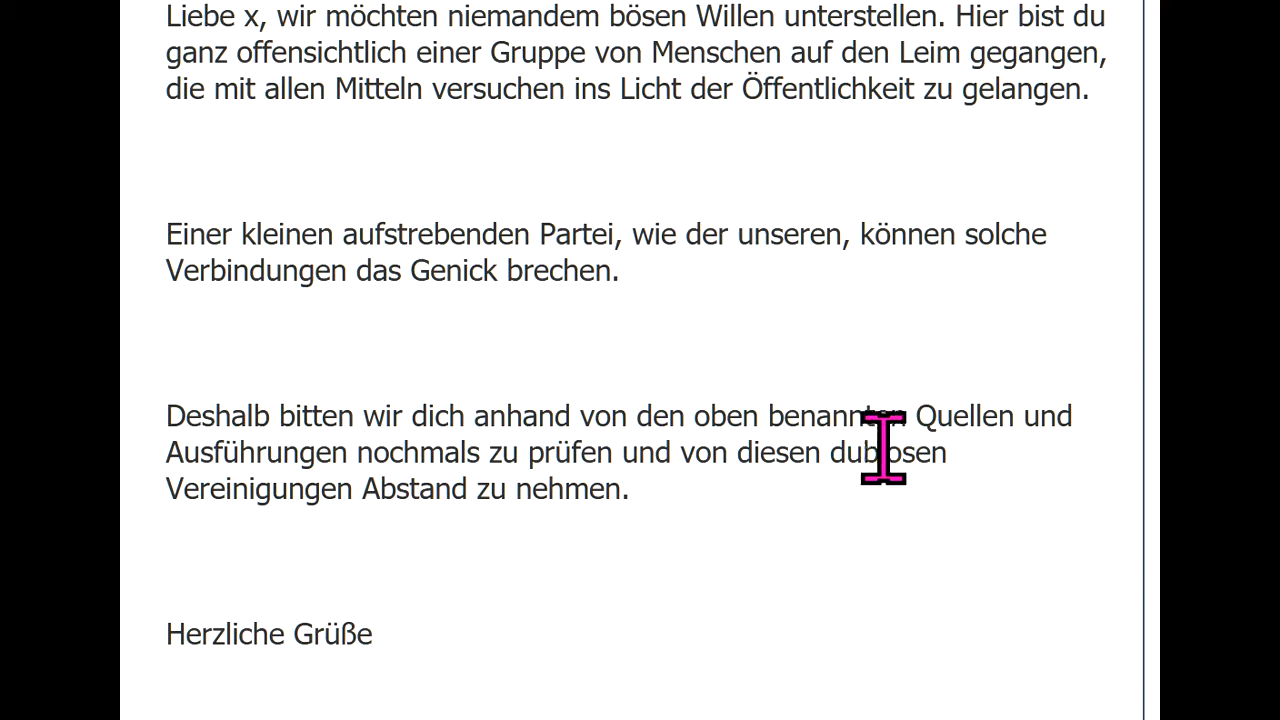 Liebe x, wir möchten niemandem bösen Willen unterstellen. Hier bist du
ganz offensichtlich einer Gruppe von Menschen auf den Leim gegangen,
die mit allen Mitteln versuchen ins Licht der Öffentlichkeit zu gelangen.
Einer kleinen aufstrebenden Partei, wie der unseren, können solche
Verbindungen das Genick brechen.
Deshalb bitten wir dich anhand von den oben benannten Quellen und
Ausführungen nochmals zu prüfen und von diesen dubiosen
Vereinigungen Abstand zu nehmen.
Herzliche Grüße